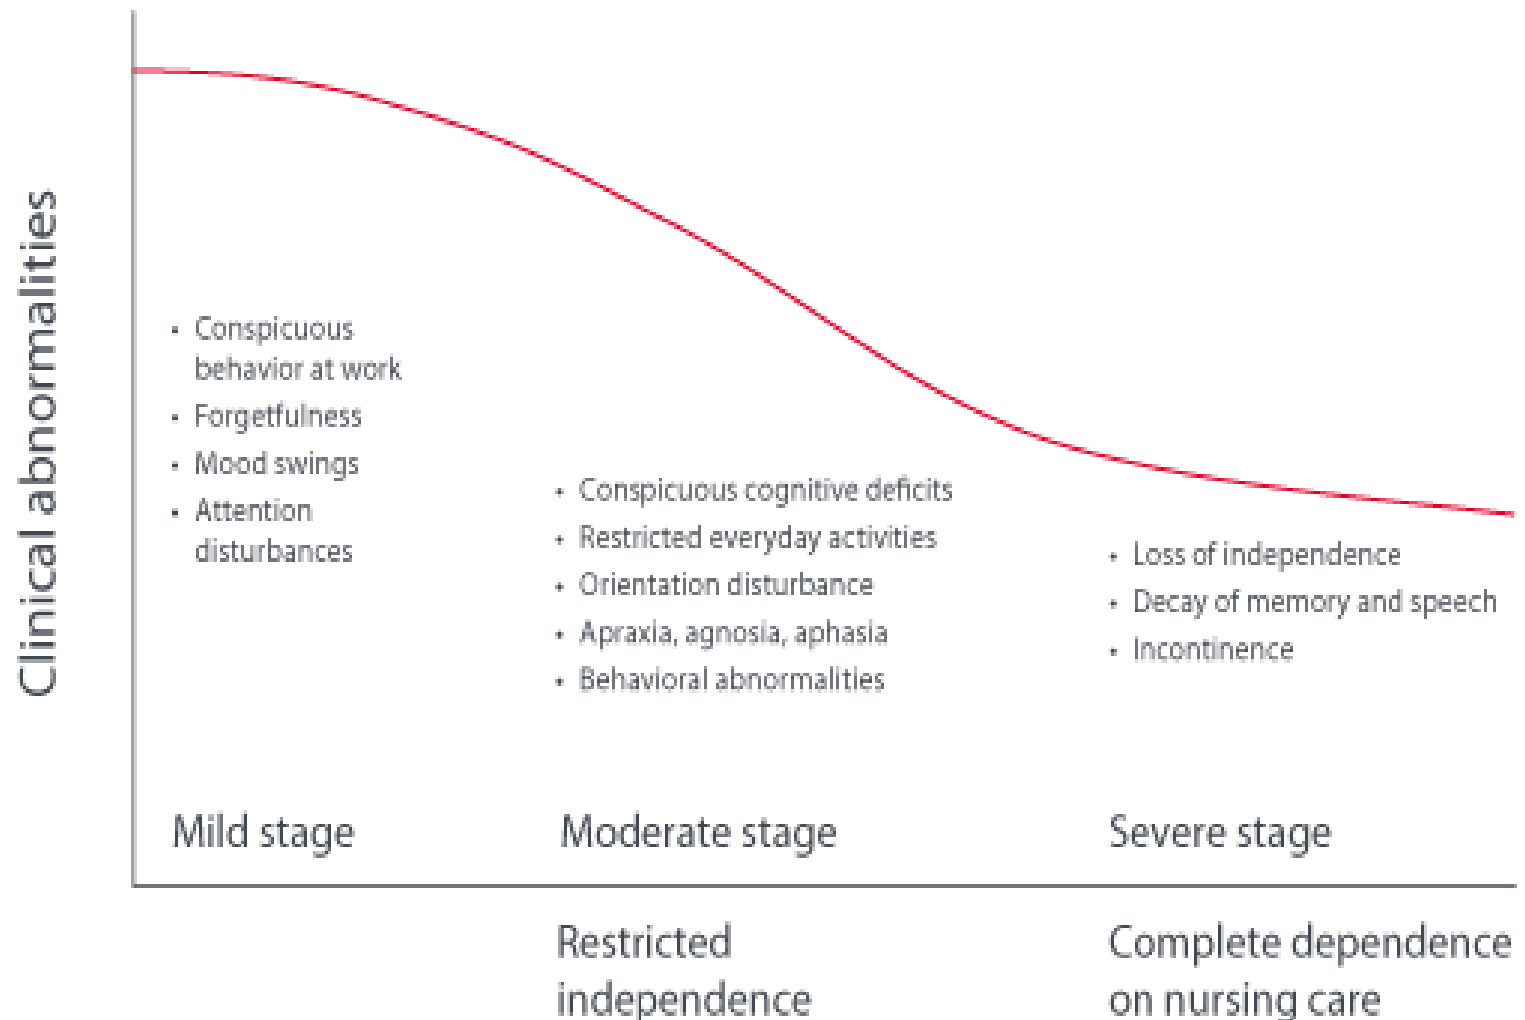 Clinical abnormalities
• Conspicuous
behavior at work
• Forgetfulness
• Mood swings
• Attention
disturbances
• Conspicuous cognitive deficits
• Restricted everyday activities
• Orientation disturbance
• Apraxia, agnosia, aphasia
• Behavioral abnormalities
• Loss of independence
• Decay of memory and speech
• Incontinence
Mild stage
Moderate stage
Severe stage
Restricted
independence
Complete dependence
on nursing care